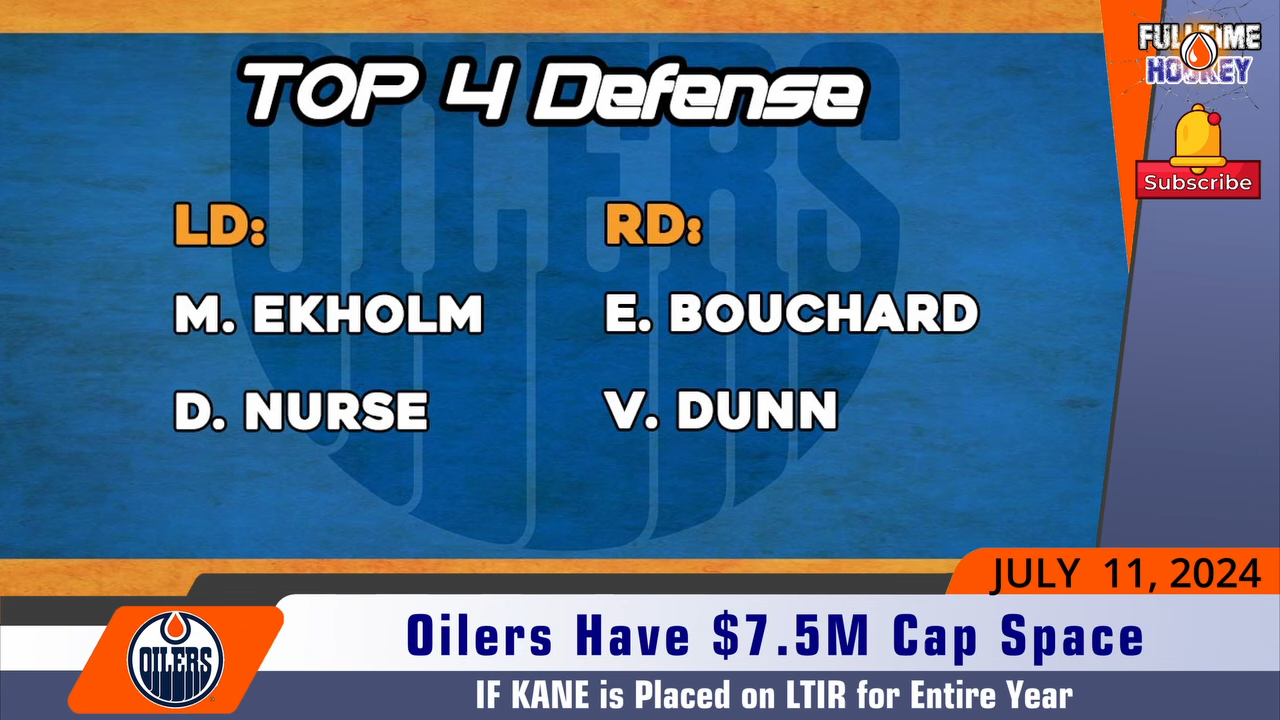 TOP 4 Defense
LD:
M. EKHOLM
D. NURSE
RD:
E. BOUCHARD
V. DUNN
FULLTIME
HOCKEY
Subscribe
JULY 11, 2024
OILERS
Oilers Have $7.5M Cap Space
IF KANE is Placed on LTIR for Entire Year
OILERS